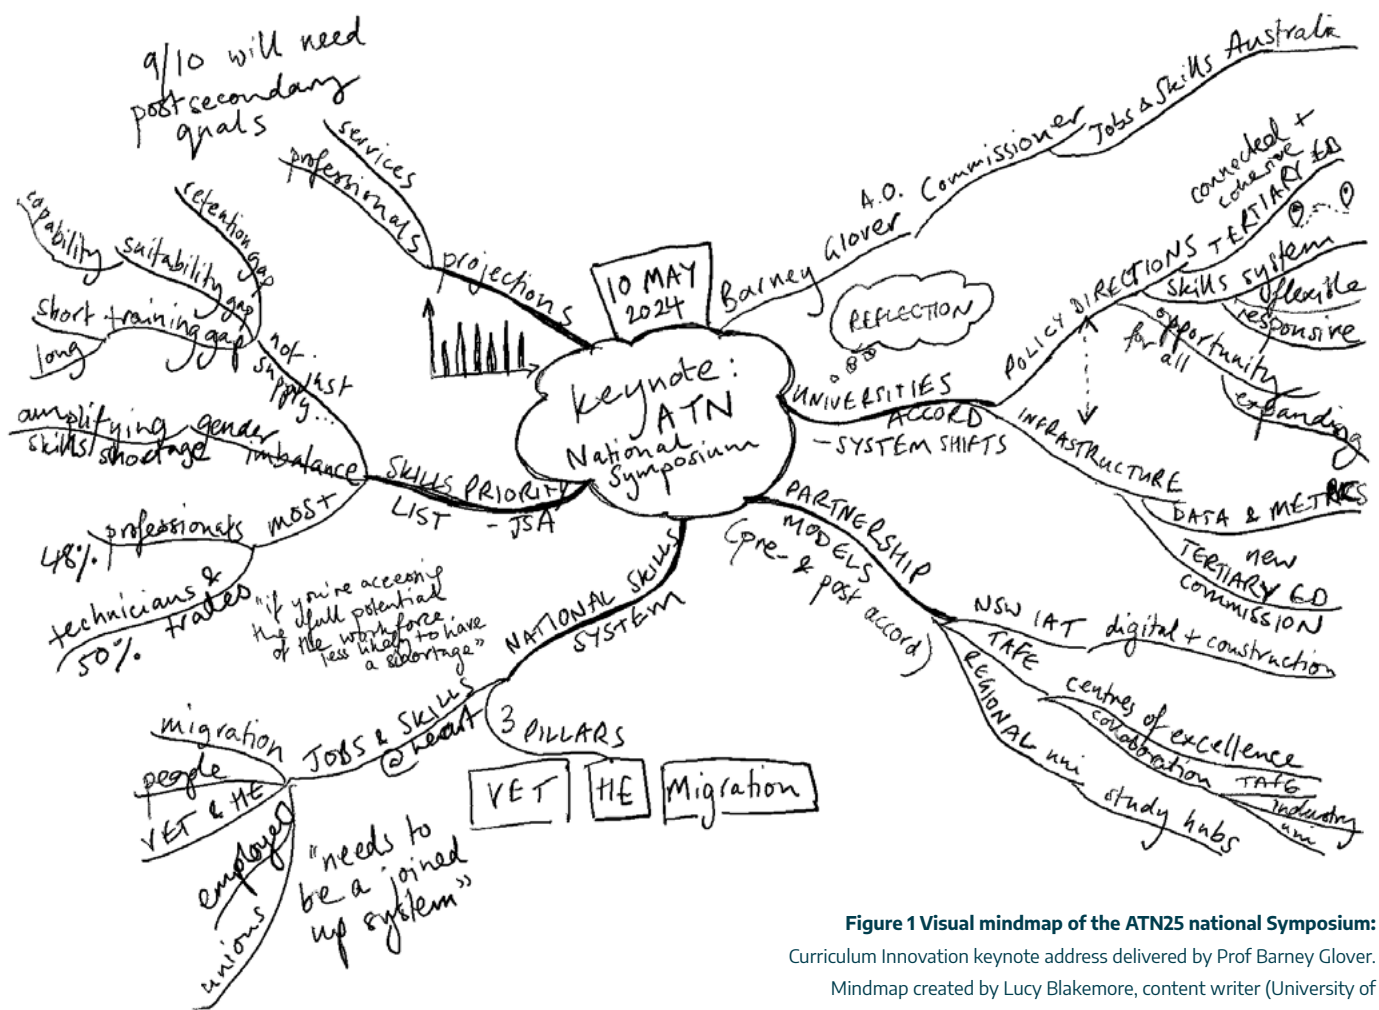 10 MAY
2024
keynote:
ATN
National
Symposium
Barney Glover A.O. Commissioner Jobs & Skills Australia
REFLECTION
UNIVERSITIES
ACCORD
- SYSTEM SHIFTS
POLICY DIRECTIONS
connected +
cohesive
TERTIARY ED
skills system
flexible
responsive
opportunity
for all
expanding
INFRASTRUCTURE
DATA & METRICS
new
TERTIARY ED
COMMISSION
PARTNERSHIP
MODELS
(pre- & post accord)
NSW IAT
digital + construction
TAFE
centres of excellence
collaboration
TAFE
industry
uni
REGIONAL uni
study hubs
NATIONAL SKILLS
SYSTEM
3 PILLARS
VET
HE
Migration
JOBS & SKILLS
@ heart
migration
people
VET & HE
employer
unions
"needs to
be a joined
up system"
SKILLS PRIORITY
LIST - JSA
not just
supply...
retention gap
suitability gap
capability
training gap
short
long
gender
imbalance
amplifying
skills shortage
MOST
professionals
48%
technicians &
trades
50%
"if you're accessing
the full potential
of the workforce
less likely to have
a shortage"
projections
services
professionals
9/10 will need
post secondary
quals
Figure 1 Visual mindmap of the ATN25 national Symposium:
Curriculum Innovation keynote address delivered by Prof Barney Glover.
Mindmap created by Lucy Blakemore, content writer (University of